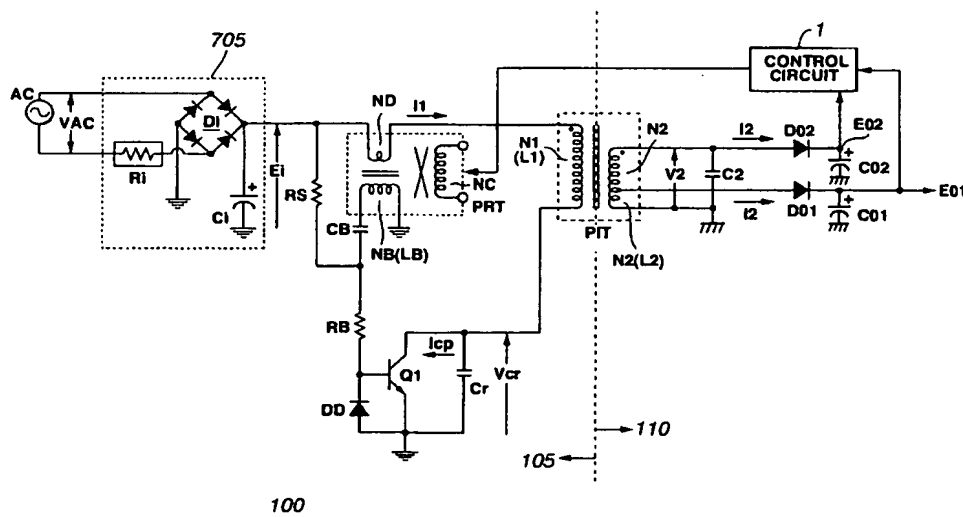 705
1
CONTROL
CIRCUIT
AC
VAC
Di
Ri
Ci
Ei
RS
ND
I1
NC
PRT
CB
NB(LB)
RB
Q1
DD
Icp
Cr
Vcr
N1
(L1)
N2
V2
PIT
N2(L2)
I2
C2
I2
D02
D01
E02
C02
C01
E01
105
110
100